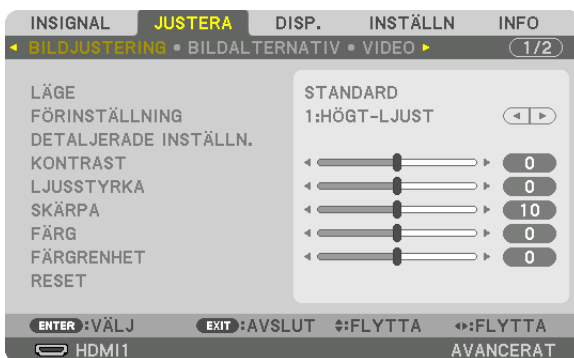 INSIGNAL JUSTERA DISP. INSTÄLLN INFO
BILDJUSTERING • BILDALTERNATIV • VIDEO 1/2
LÄGE STANDARD
FÖRINSTÄLLNING 1:HÖGT-LJUST
DETALJERADE INSTÄLLN.
KONTRAST 0
LJUSSTYRKA 0
SKÄRPA 10
FÄRG 0
FÄRGRENHET 0
RESET
ENTER:VÄLJ EXIT:AVSLUT :FLYTTA :FLYTTA
HDMI1 AVANCERAT